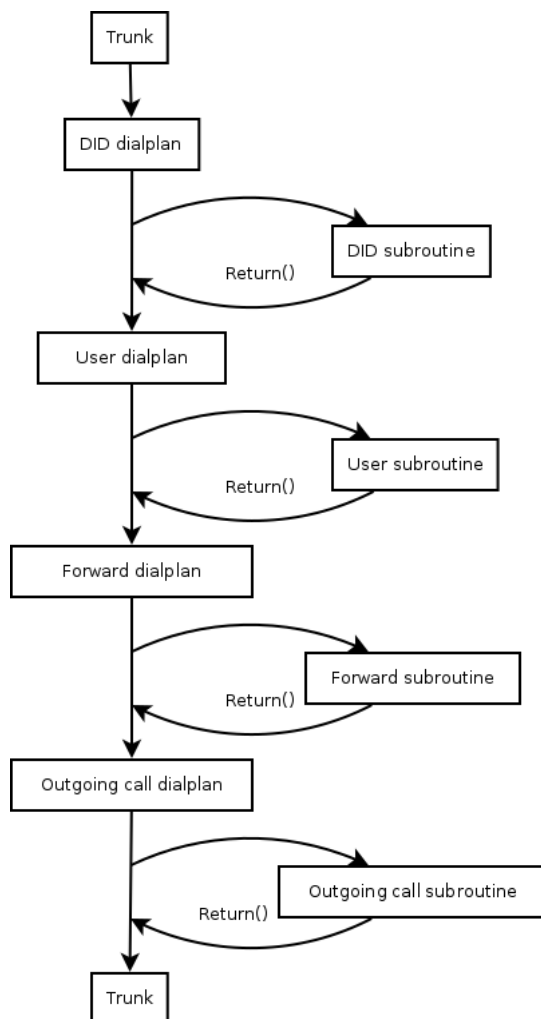 Trunk
DID dialplan
DID subroutine
Return()
User dialplan
User subroutine
Return()
Forward dialplan
Forward subroutine
Return()
Outgoing call dialplan
Outgoing call subroutine
Return()
Trunk